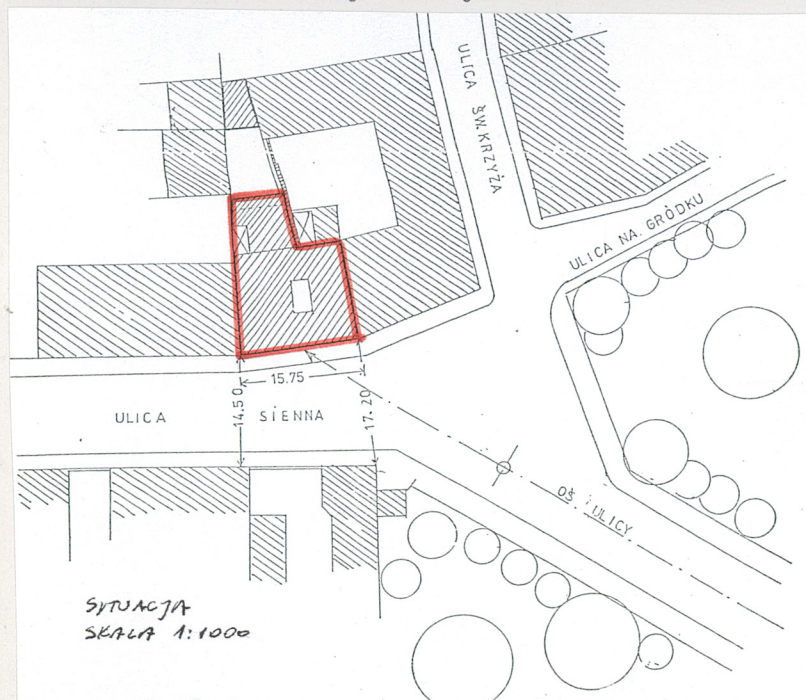 ULICA ŚW. KRZYŻA
ULICA NA. GRÓDKU
15.75
14.50
17.20
ULICA SIENNA
OŚ ULICY
SYTUACJA
SKALA 1:1000